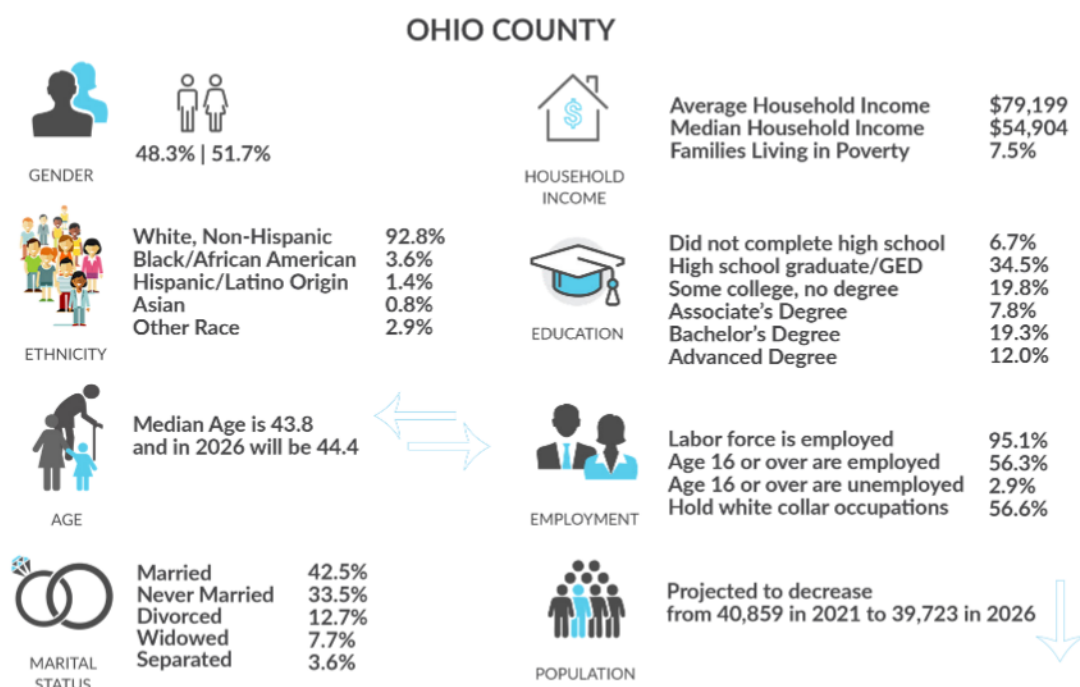 OHIO COUNTY
GENDER
48.3% | 51.7%
ETHNICITY
White, Non-Hispanic 92.8%
Black/African American 3.6%
Hispanic/Latino Origin 1.4%
Asian 0.8%
Other Race 2.9%
AGE
Median Age is 43.8
and in 2026 will be 44.4
MARITAL
STATUS
Married 42.5%
Never Married 33.5%
Divorced 12.7%
Widowed 7.7%
Separated 3.6%
$
HOUSEHOLD
INCOME
Average Household Income $79,199
Median Household Income $54,904
Families Living in Poverty 7.5%
EDUCATION
Did not complete high school 6.7%
High school graduate/GED 34.5%
Some college, no degree 19.8%
Associate's Degree 7.8%
Bachelor's Degree 19.3%
Advanced Degree 12.0%
EMPLOYMENT
Labor force is employed 95.1%
Age 16 or over are employed 56.3%
Age 16 or over are unemployed 2.9%
Hold white collar occupations 56.6%
POPULATION
Projected to decrease
from 40,859 in 2021 to 39,723 in 2026